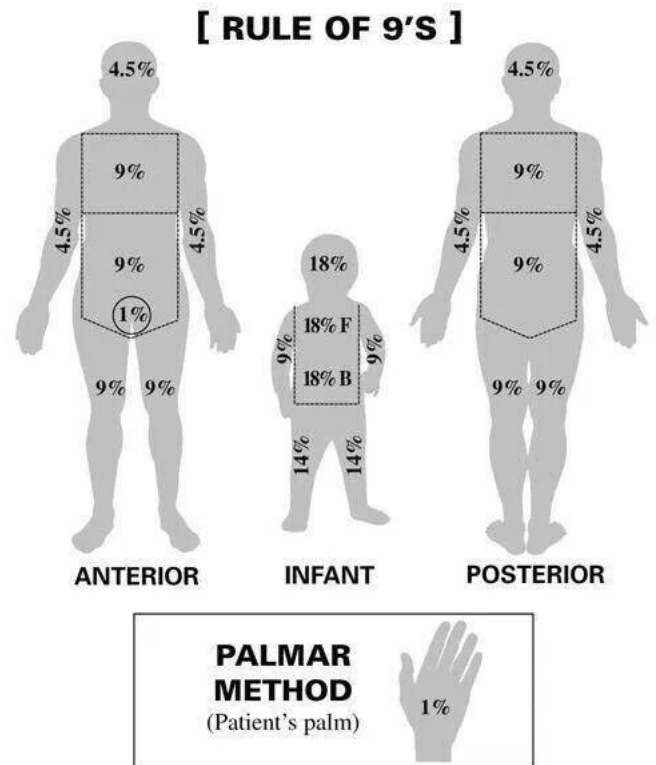 [ RULE OF 9'S ]
4.5%
9%
4.5%
4.5%
9%
1%
9%
9%
ANTERIOR
18%
18% F
9%
9%
18% B
14%
14%
INFANT
4.5%
9%
4.5%
4.5%
9%
9%
9%
POSTERIOR
PALMAR
METHOD
(Patient's palm)
1%